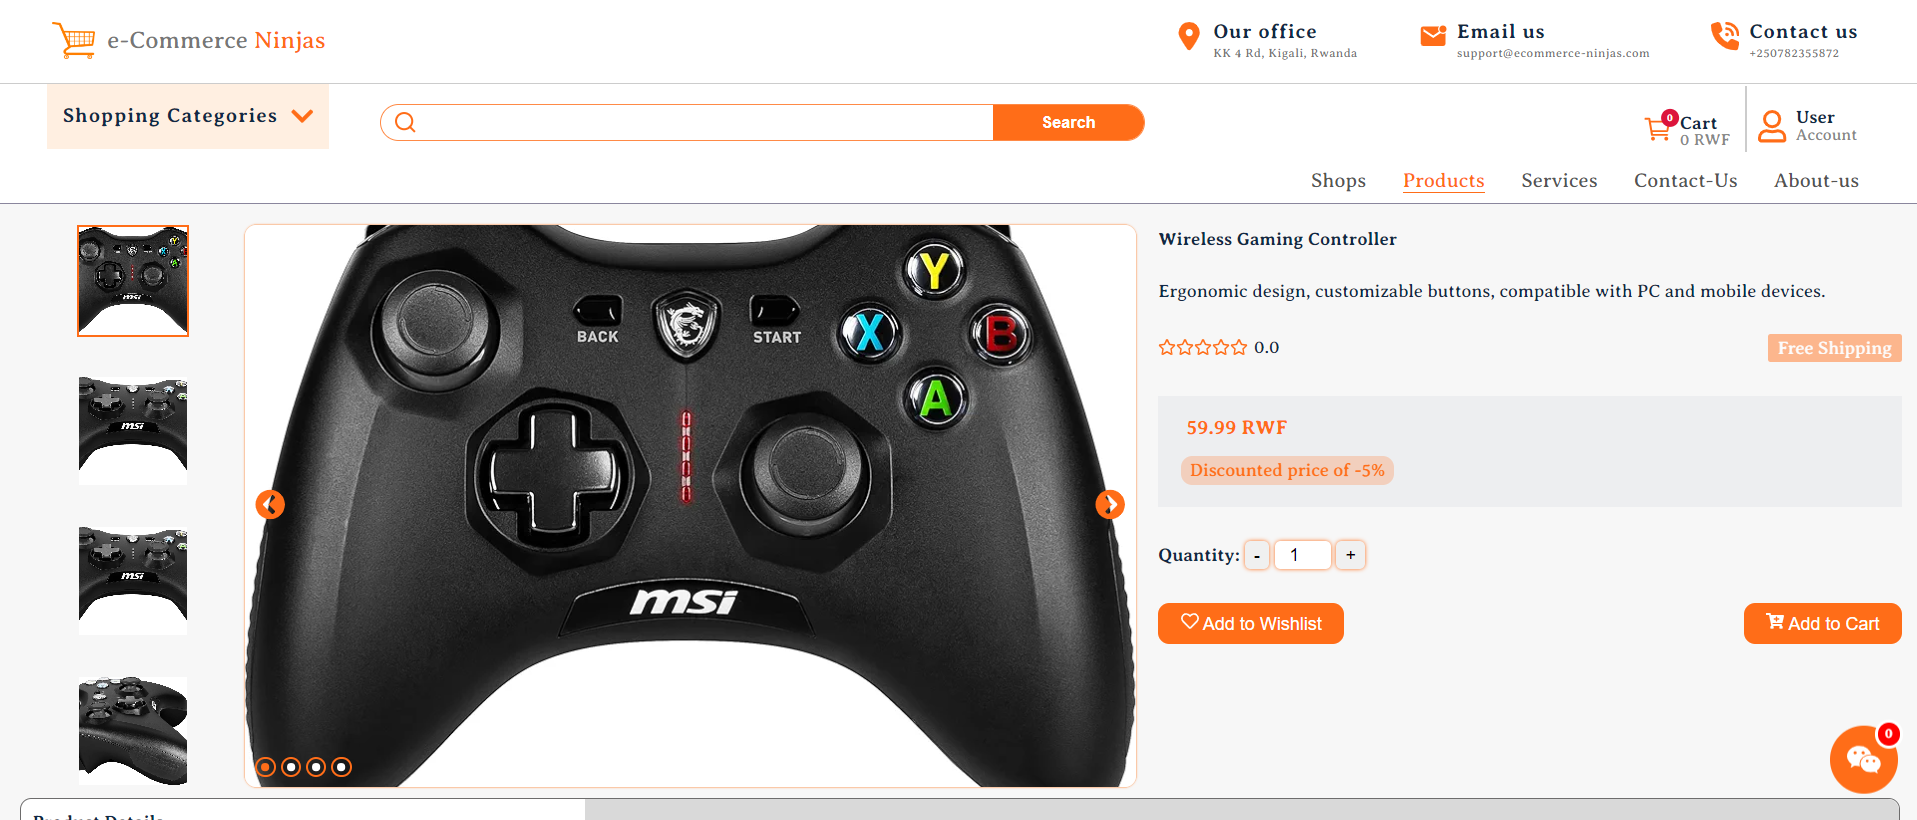 e-Commerce Ninjas
Our office
KK 4 Rd, Kigali, Rwanda
Email us
support@ecommerce-ninjas.com
Contact us
+250782355872
Shopping Categories
Search
0
Cart
0 RWF
User
Account
Shops
Products
Services
Contact-Us
About-us
BACK
START
Y
X
B
A
msi
msi
msi
msi
Wireless Gaming Controller
Ergonomic design, customizable buttons, compatible with PC and mobile devices.
0.0
Free Shipping
59.99 RWF
Discounted price of -5%
Quantity: - 1 +
Add to Wishlist
Add to Cart
0
Product Details